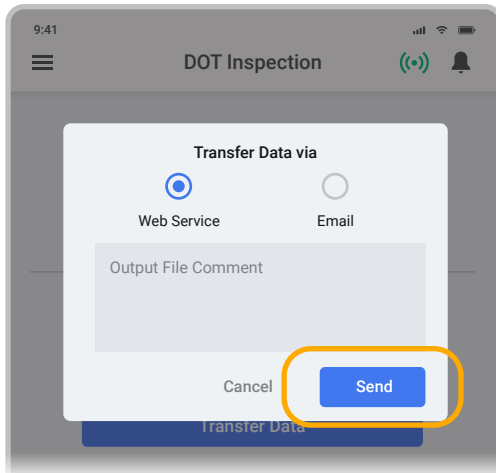 9:41
DOT Inspection
Transfer Data via
Web Service
Email
Output File Comment
Cancel
Send
Transfer Data